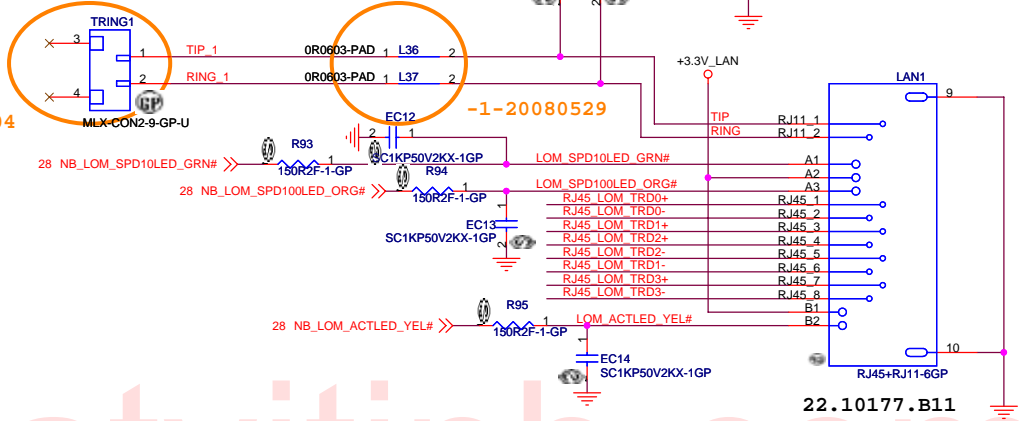 TRING1
3
1
TIP_1
0R0603-PAD
1
L36
2
2
RING_1
0R0603-PAD
1
L37
2
4
GP
MLX-CON2-9-GP-U
-1-20080529
+3.3V_LAN
LAN1
9
TIP
RJ11_1
RING
RJ11_2
EC12
2
1
SC1KP50V2KX-1GP
R93
28 NB_LOM_SPD10LED_GRN#
1
150R2F-1-GP
LOM_SPD10LED_GRN#
A1
A2
R94
28 NB_LOM_SPD100LED_ORG#
1
150R2F-1-GP
LOM_SPD100LED_ORG#
A3
RJ45_LOM_TRD0+
RJ45_1
RJ45_LOM_TRD0-
RJ45_2
RJ45_LOM_TRD1+
RJ45_3
RJ45_LOM_TRD2+
RJ45_4
RJ45_LOM_TRD2-
RJ45_5
RJ45_LOM_TRD1-
RJ45_6
RJ45_LOM_TRD3+
RJ45_7
RJ45_LOM_TRD3-
RJ45_8
1
EC13
SC1KP50V2KX-1GP
2
B1
R95
28 NB_LOM_ACTLED_YEL#
1
150R2F-1-GP
LOM_ACTLED_YEL#
B2
1
EC14
SC1KP50V2KX-1GP
10
RJ45+RJ11-6GP
22.10177.B11